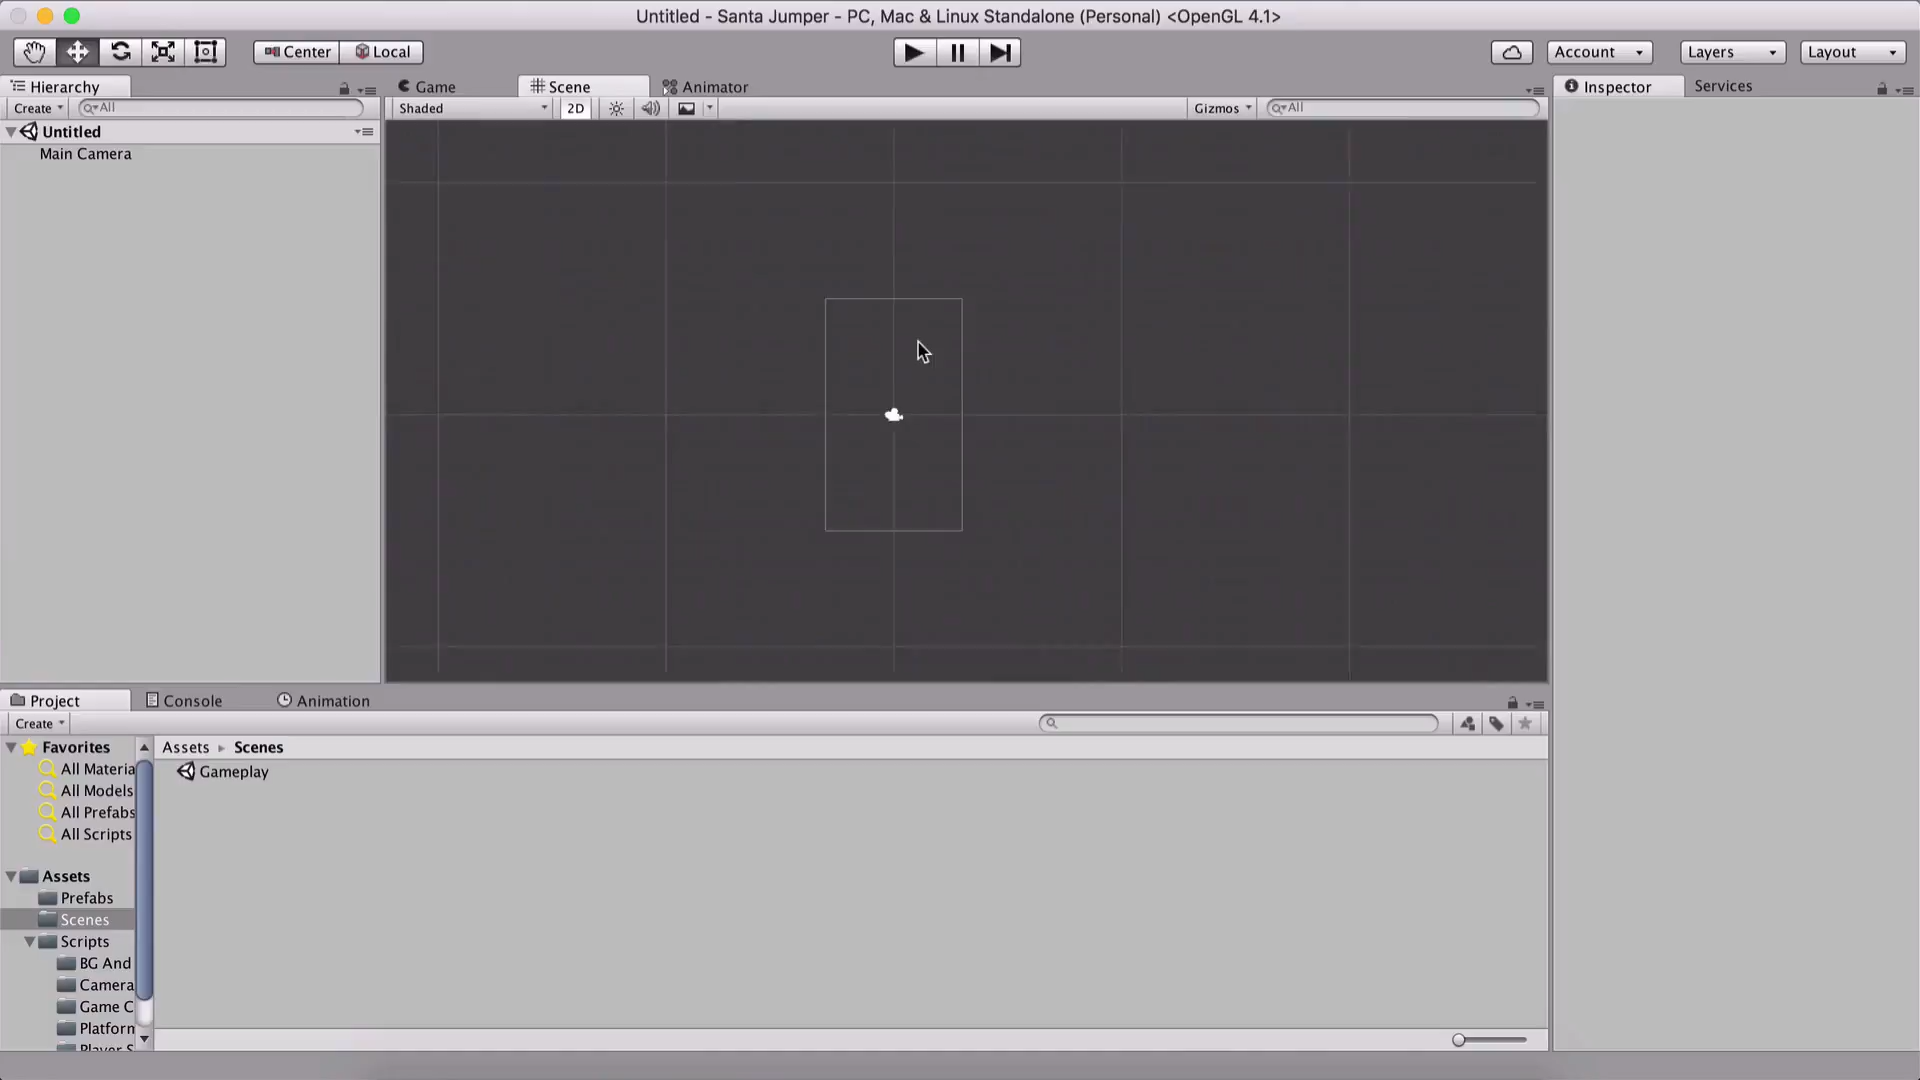 Untitled - Santa Jumper - PC, Mac & Linux Standalone (Personal) <OpenGL 4.1>
Center Local Account Layers Layout
Hierarchy Game Scene Animator Inspector Services
Create All Shaded 2D Gizmos All
Untitled
Main Camera
Project Console Animation
Create
Favorites Assets Scenes
All Materia Gameplay
All Models
All Prefabs
All Scripts
Assets
Prefabs
Scenes
Scripts
BG And
Camera
Game C
Platforn
Player S